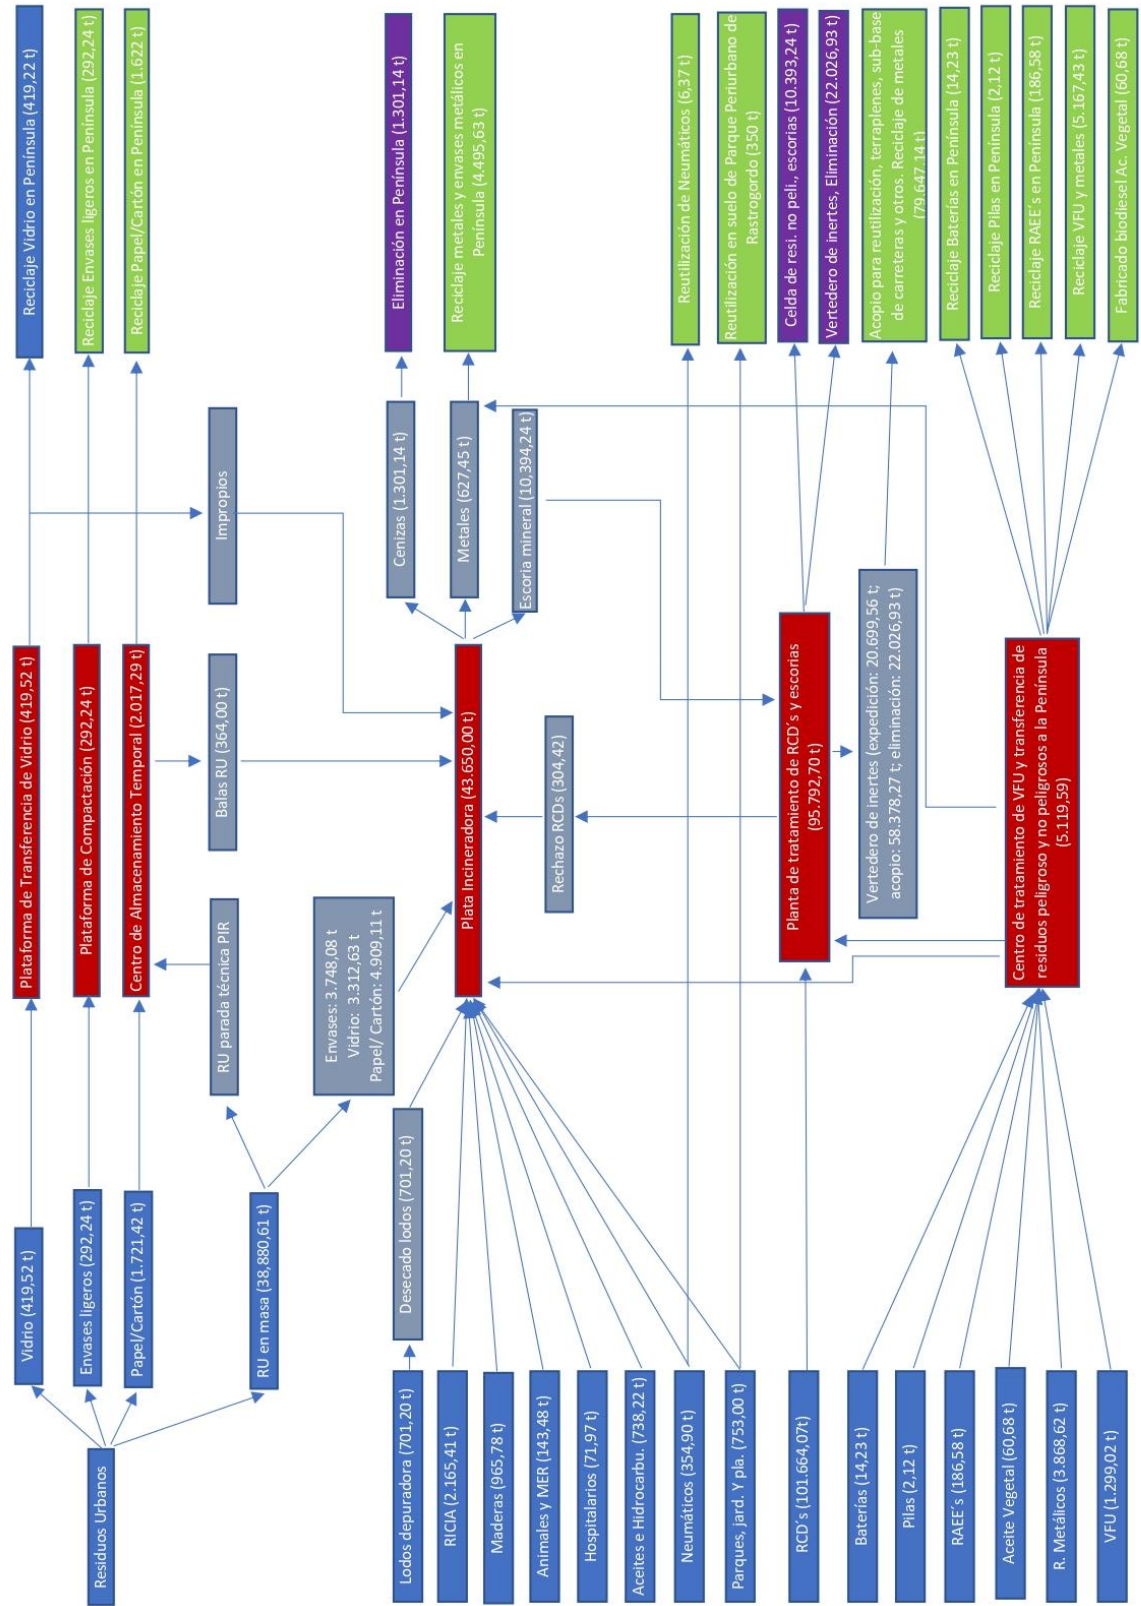 Residuos Urbanos
Vidrio (419,52 t)
Envases ligeros (292,24 t)
Papel/Cartón (1.721,42 t)
RU en masa (38,880,61 t)
Plataforma de Transferencia de Vidrio (419,52 t)
Plataforma de Compactación (292,24 t)
Centro de Almacenamiento Temporal (2.017,29 t)
RU parada técnica PIR
Balas RU (364,00 t)
Impropios
Reciclaje Vidrio en Península (419,22 t)
Reciclaje Envases ligeros en Península (292,24 t)
Reciclaje Papel/Cartón en Península (1.622 t)
Envases: 3.748,08 t
Vidrio: 3.312,63 t
Papel/ Cartón: 4.909,11 t
Lodos depuradora (701,20 t)
Desecado lodos (701,20 t)
RICIA (2.165,41 t)
Maderas (965,78 t)
Animales y MER (143,48 t)
Hospitalarios (71,97 t)
Aceites e Hidrocarbu. (738,22 t)
Neumáticos (354,90 t)
Parques, jard. Y pla. (753,00 t)
Plata Incineradora (43.650,00 t)
Cenizas (1.301,14 t)
Metales (627,45 t)
Escoria mineral (10,394,24 t)
Eliminación en Península (1.301,14 t)
Reciclaje metales y envases metálicos en
Península (4.495,63 t)
Rechazo RCDs (304,42)
Reutilización de Neumáticos (6,37 t)
Reutilización en suelo de Parque Periurbano de
Rastrogordo (350 t)
RCD´s (101.664,07t)
Planta de tratamiento de RCD´s y escorias
(95.792,70 t)
Celda de resi. no peli., escorias (10.393,24 t)
Vertedero de inertes, Eliminación (22.026,93 t)
Vertedero de inertes (expedición: 20.699,56 t;
acopio: 58.378,27 t; eliminación: 22.026,93 t)
Acopio para reutilización, terraplenes, sub-base
de carreteras y otros. Reciclaje de metales
(79.647.14 t)
Baterías (14,23 t)
Pilas (2,12 t)
RAEE´s (186,58 t)
Aceite Vegetal (60,68 t)
R. Metálicos (3.868,62 t)
VFU (1.299,02 t)
Centro de tratamiento de VFU y transferencia de
residuos peligroso y no peligrosos a la Península
(5.119,59)
Reciclaje Baterías en Península (14,23 t)
Reciclaje Pilas en Península (2,12 t)
Reciclaje RAEE´s en Península (186,58 t)
Reciclaje VFU y metales (5.167,43 t)
Fabricado biodiesel Ac. Vegetal (60,68 t)